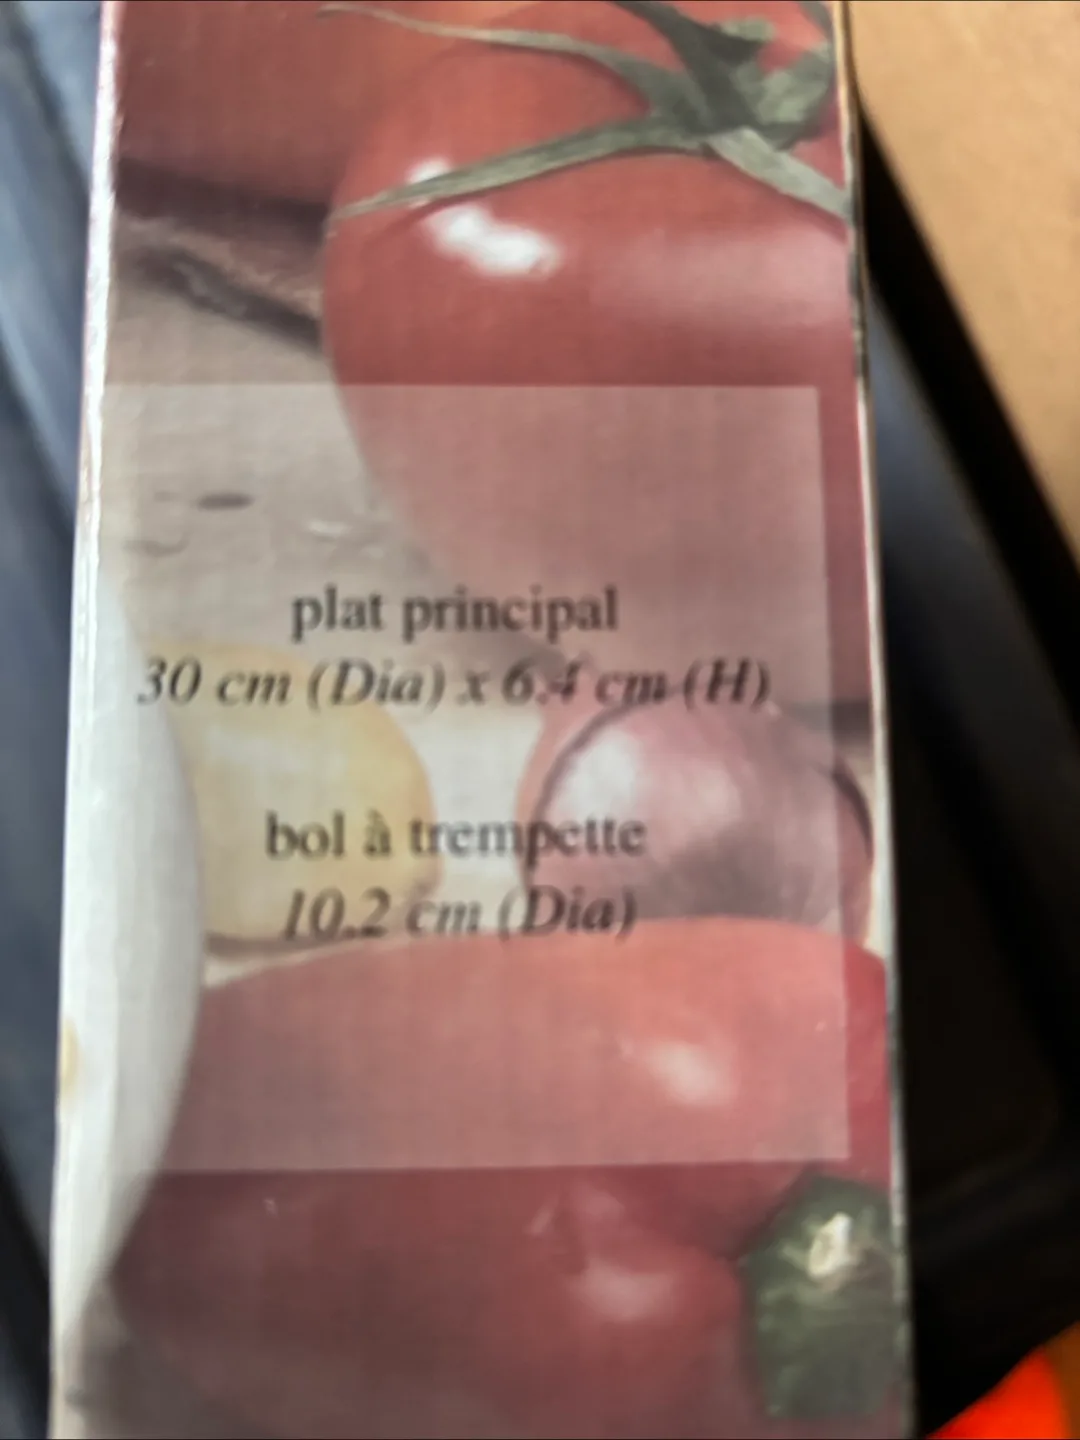 plat principal
30 cm (Dia) x 6.4 cm (H)
bol à trempette
10.2 cm (Dia)